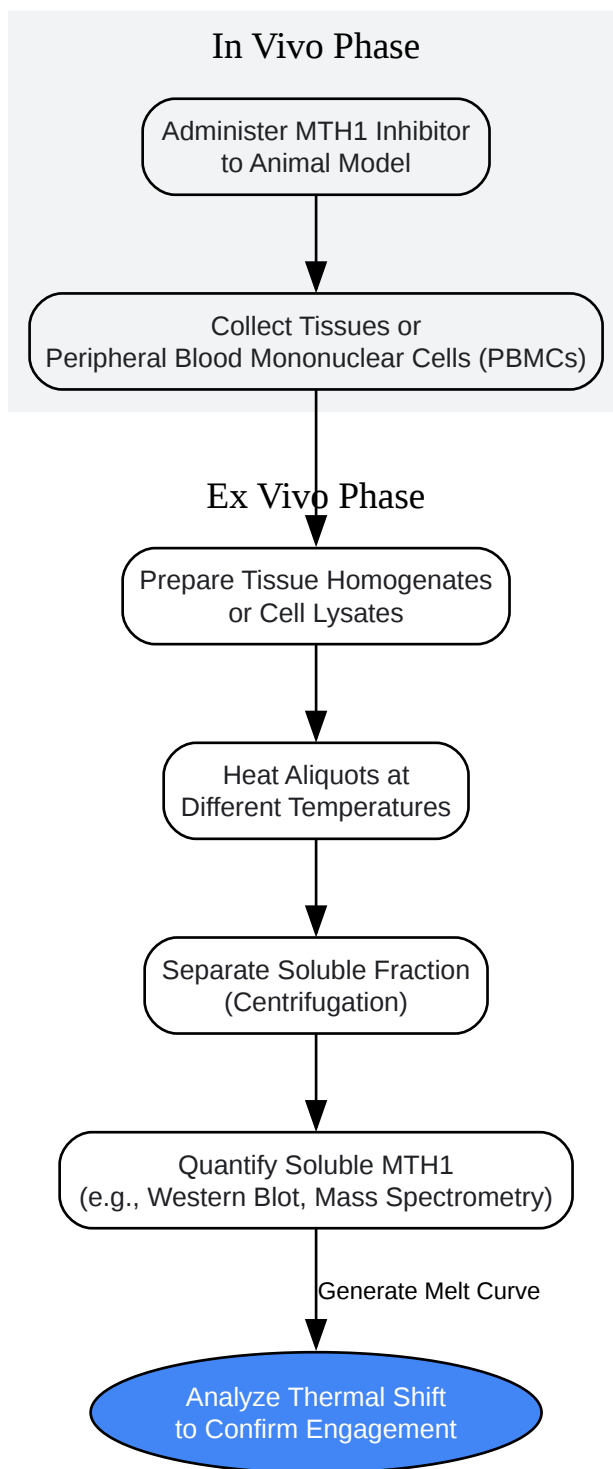 In Vivo Phase
Administer MTH1 Inhibitor
to Animal Model
Collect Tissues or
Peripheral Blood Mononuclear Cells (PBMCs)
Ex Vivo Phase
Prepare Tissue Homogenates
or Cell Lysates
Heat Aliquots at
Different Temperatures
Separate Soluble Fraction
(Centrifugation)
Quantify Soluble MTH1
(e.g., Western Blot, Mass Spectrometry)
Generate Melt Curve
Analyze Thermal Shift
to Confirm Engagement